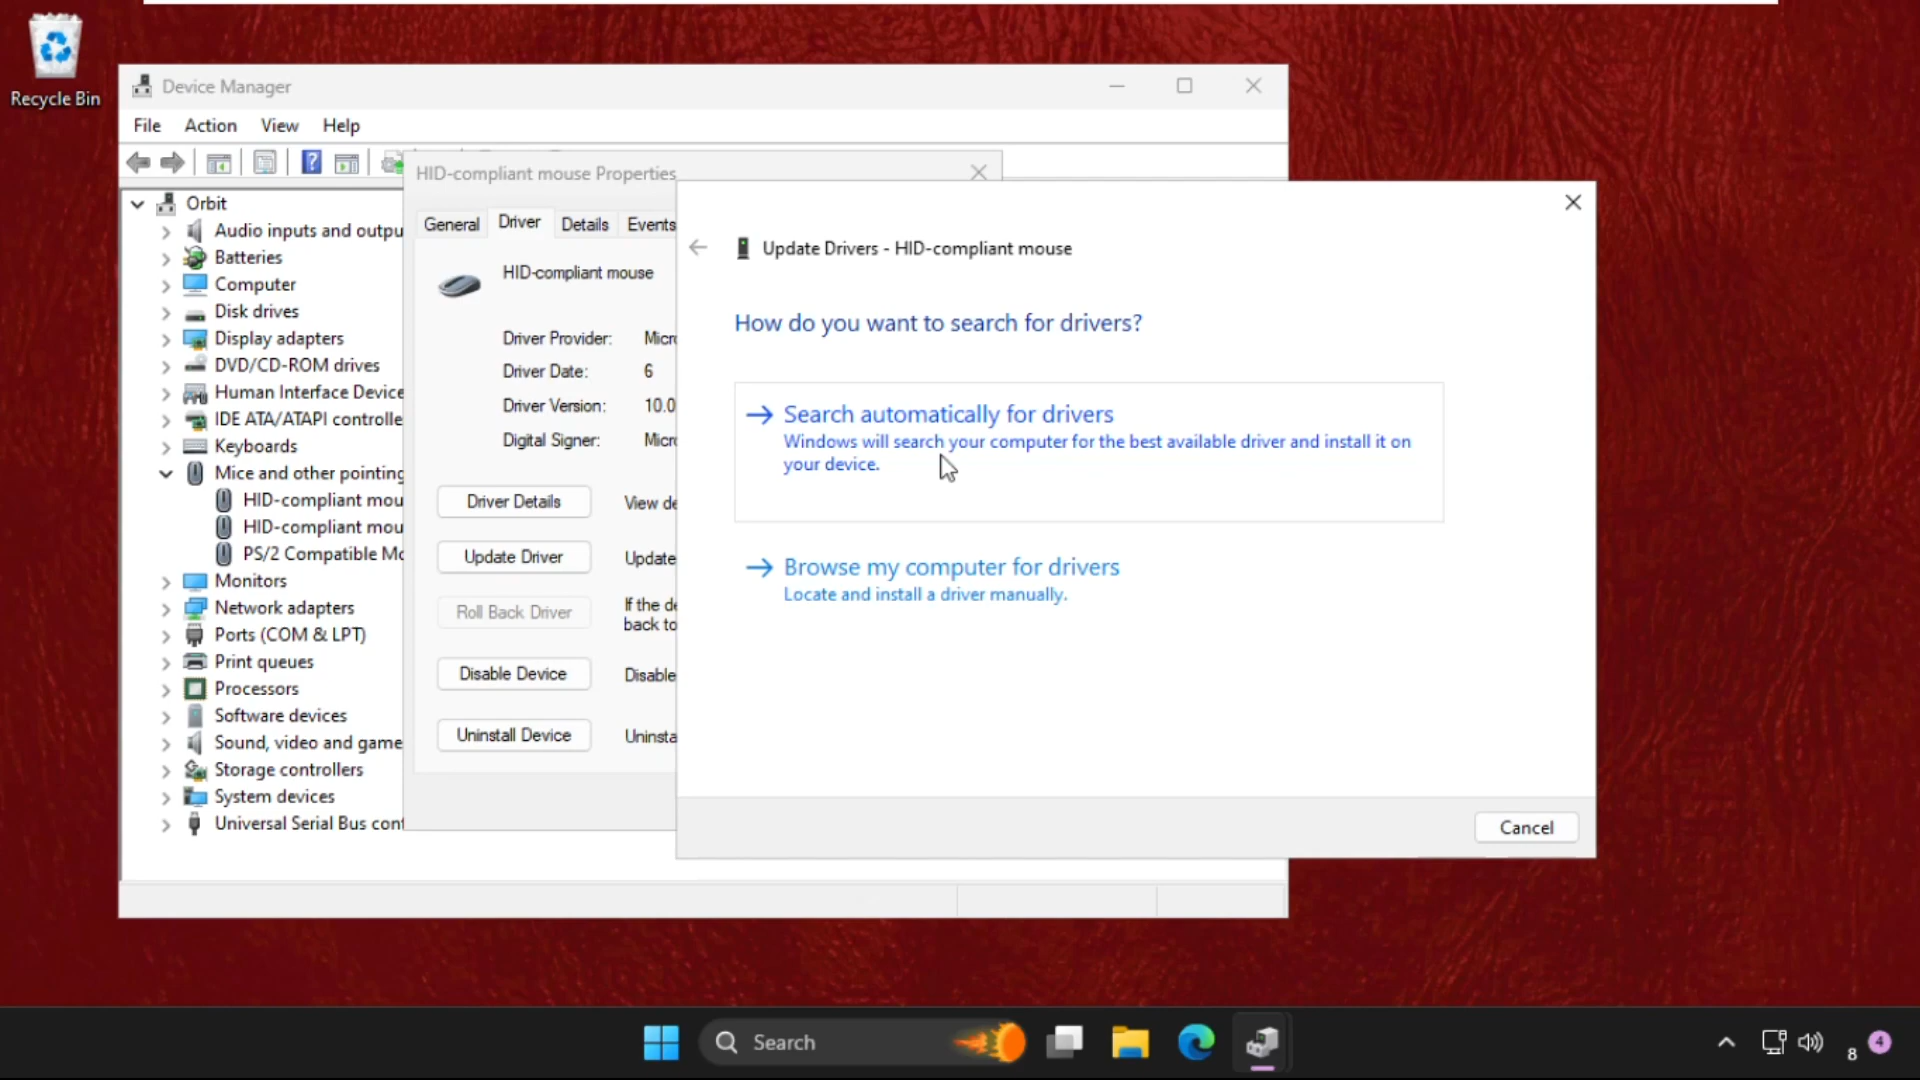 Recycle Bin
Device Manager
File Action View Help
HID-compliant mouse Properties
Orbit
Audio inputs and outpu
Batteries
Computer
Disk drives
Display adapters
DVD/CD-ROM drives
Human Interface Device
IDE ATA/ATAPI controlle
Keyboards
Mice and other pointing
HID-compliant mou
HID-compliant mou
PS/2 Compatible Mo
Monitors
Network adapters
Ports (COM & LPT)
Print queues
Processors
Software devices
Sound, video and game
Storage controllers
System devices
Universal Serial Bus cont
General Driver Details Events
HID-compliant mouse
Driver Provider: Micr
Driver Date: 6
Driver Version: 10.0
Digital Signer: Micr
Driver Details View de
Update Driver Update
Roll Back Driver If the de
back to
Disable Device Disable
Uninstall Device Uninsta
Update Drivers - HID-compliant mouse
How do you want to search for drivers?
Search automatically for drivers
Windows will search your computer for the best available driver and install it on
your device.
Browse my computer for drivers
Locate and install a driver manually.
Cancel
Search
8
4